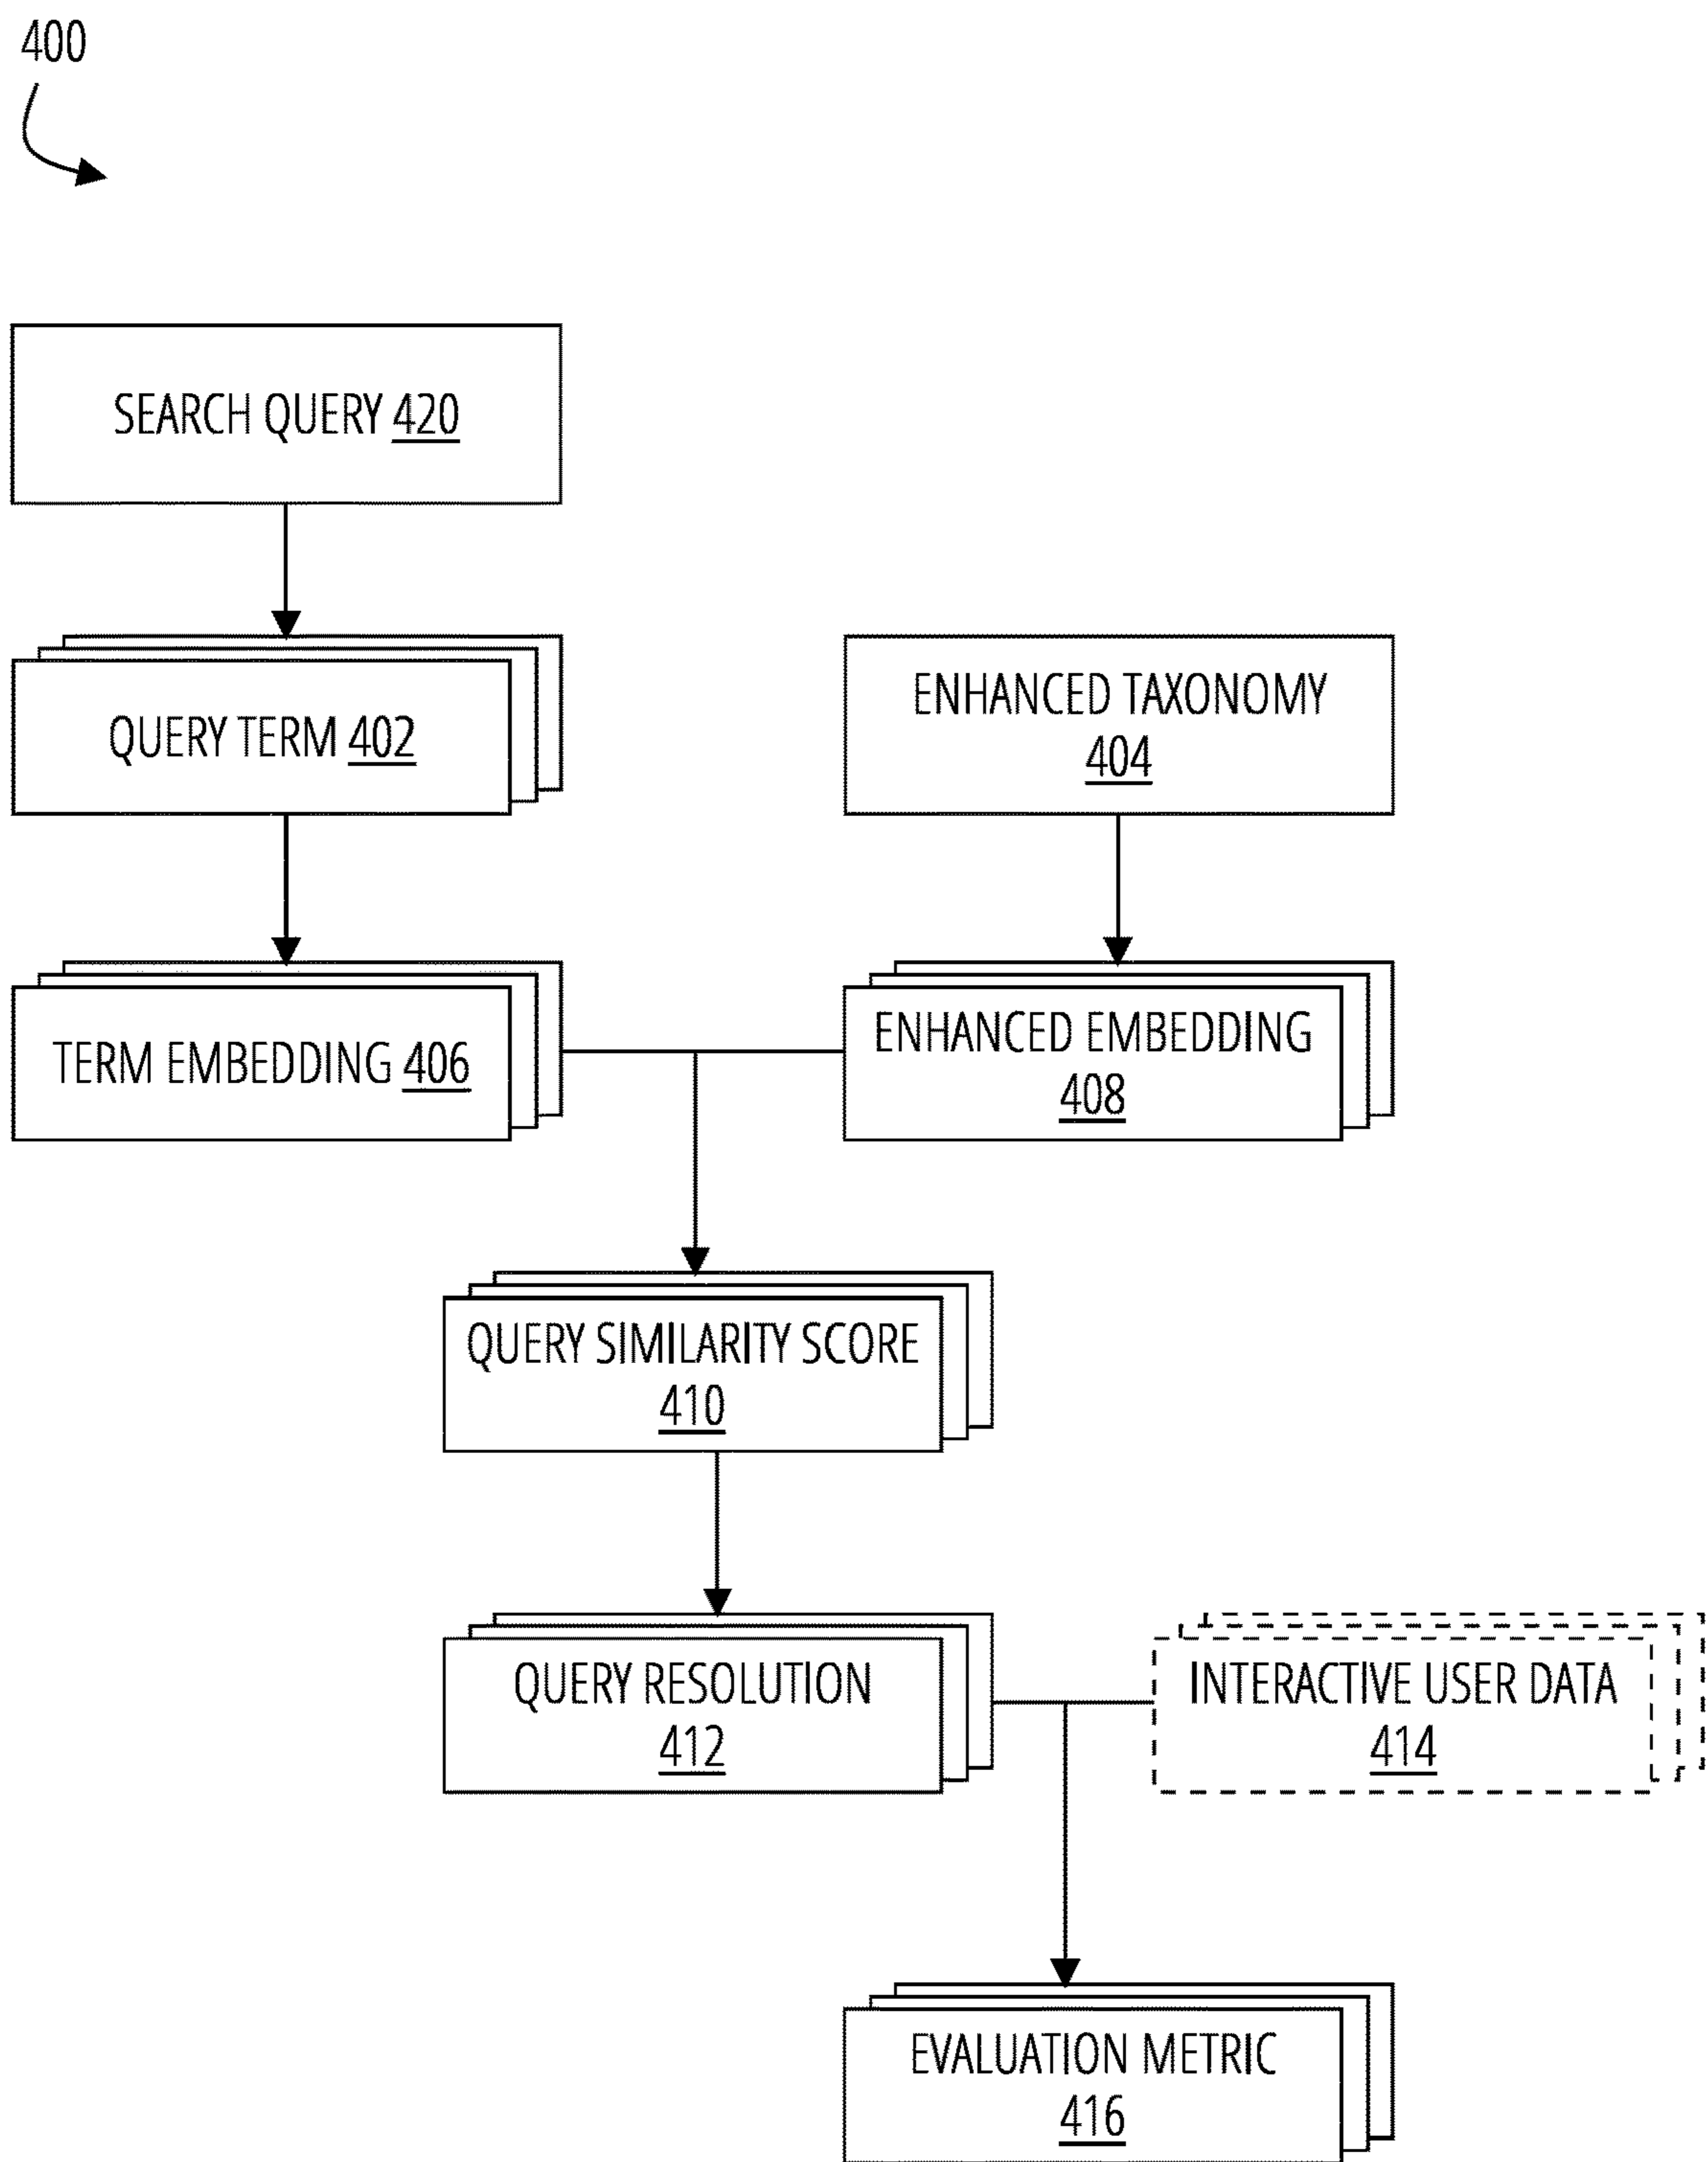 400
SEARCH QUERY 420
QUERY TERM 402
ENHANCED TAXONOMY
404
TERM EMBEDDING 406
ENHANCED EMBEDDING
408
QUERY SIMILARITY SCORE
410
QUERY RESOLUTION
412
INTERACTIVE USER DATA
414
EVALUATION METRIC
416